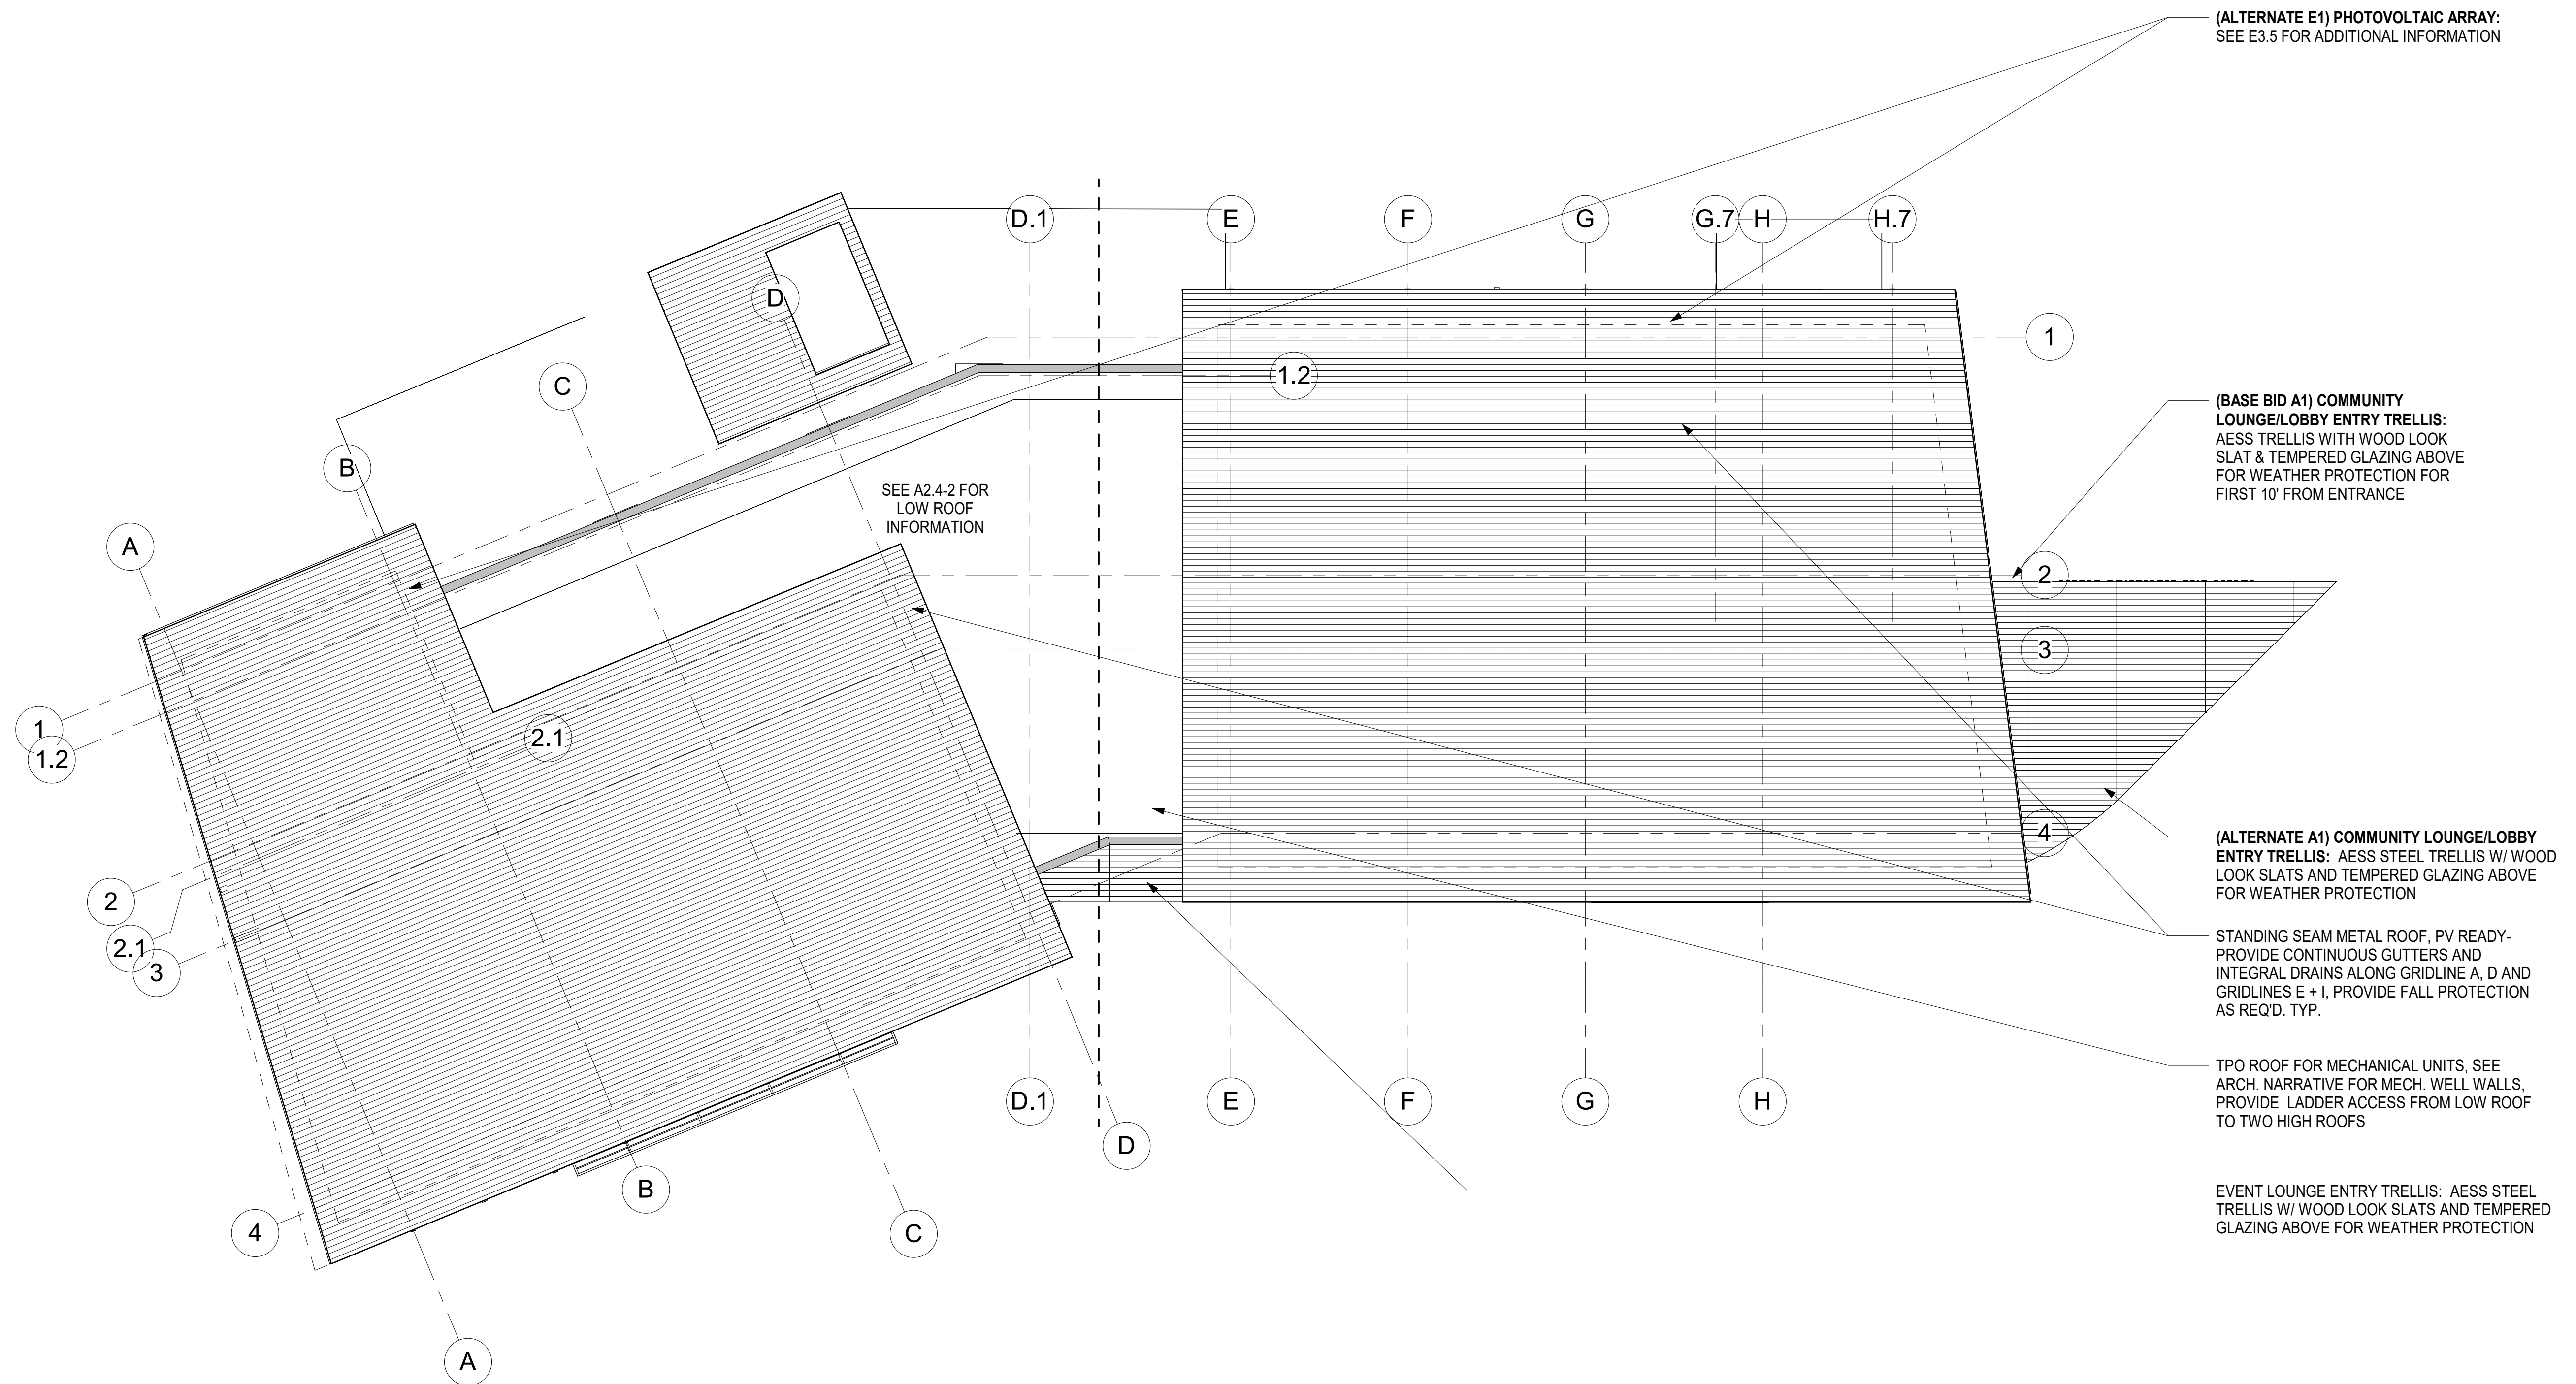 (ALTERNATE E1) PHOTOVOLTAIC ARRAY:
SEE E3.5 FOR ADDITIONAL INFORMATION
D.1
E
F
G
G.7
H
H.7
D
1
1.2
C
B
A
SEE A2.4-2 FOR
LOW ROOF
INFORMATION
(BASE BID A1) COMMUNITY
LOUNGE/LOBBY ENTRY TRELLIS:
AESS TRELLIS WITH WOOD LOOK
SLAT & TEMPERED GLAZING ABOVE
FOR WEATHER PROTECTION FOR
FIRST 10' FROM ENTRANCE
2
3
4
1
1.2
2.1
2
2.1
3
4
(ALTERNATE A1) COMMUNITY LOUNGE/LOBBY
ENTRY TRELLIS: AESS STEEL TRELLIS W/ WOOD
LOOK SLATS AND TEMPERED GLAZING ABOVE
FOR WEATHER PROTECTION
STANDING SEAM METAL ROOF, PV READY-
PROVIDE CONTINUOUS GUTTERS AND
INTEGRAL DRAINS ALONG GRIDLINE A, D AND
GRIDLINES E + I, PROVIDE FALL PROTECTION
AS REQ'D. TYP.
TPO ROOF FOR MECHANICAL UNITS, SEE
ARCH. NARRATIVE FOR MECH. WELL WALLS,
PROVIDE LADDER ACCESS FROM LOW ROOF
TO TWO HIGH ROOFS
D.1
E
F
G
H
D
B
C
A
EVENT LOUNGE ENTRY TRELLIS: AESS STEEL
TRELLIS W/ WOOD LOOK SLATS AND TEMPERED
GLAZING ABOVE FOR WEATHER PROTECTION